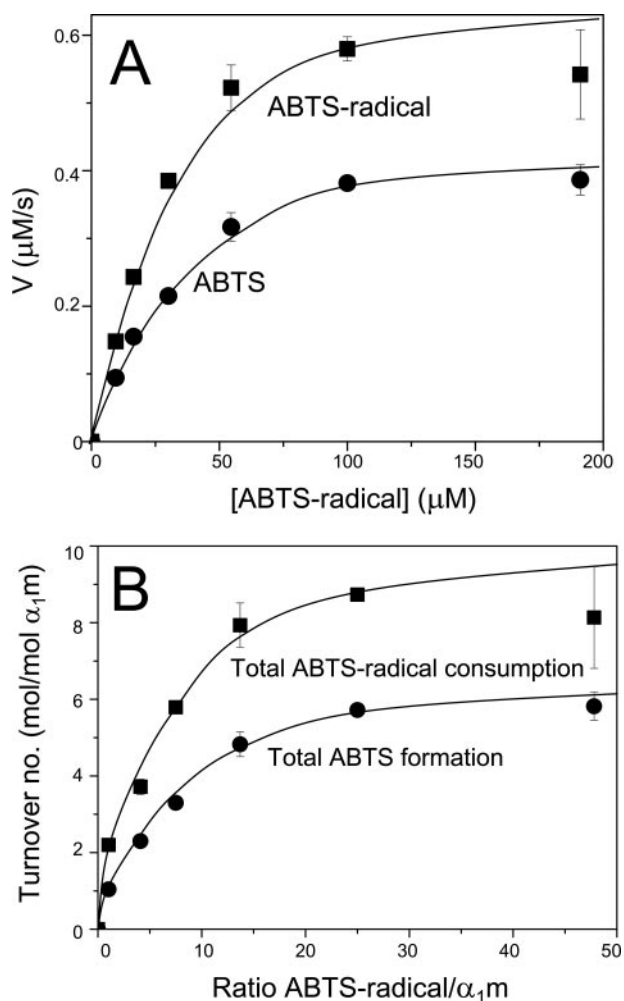 A
0.6
0.4
0.2
0
V (μM/s)
ABTS-radical
ABTS
0 50 100 150 200
[ABTS-radical] (μM)
B
10
8
6
4
2
0
Turnover no. (mol/mol α₁m)
Total ABTS-radical consumption
Total ABTS formation
0 10 20 30 40 50
Ratio ABTS-radical/α₁m